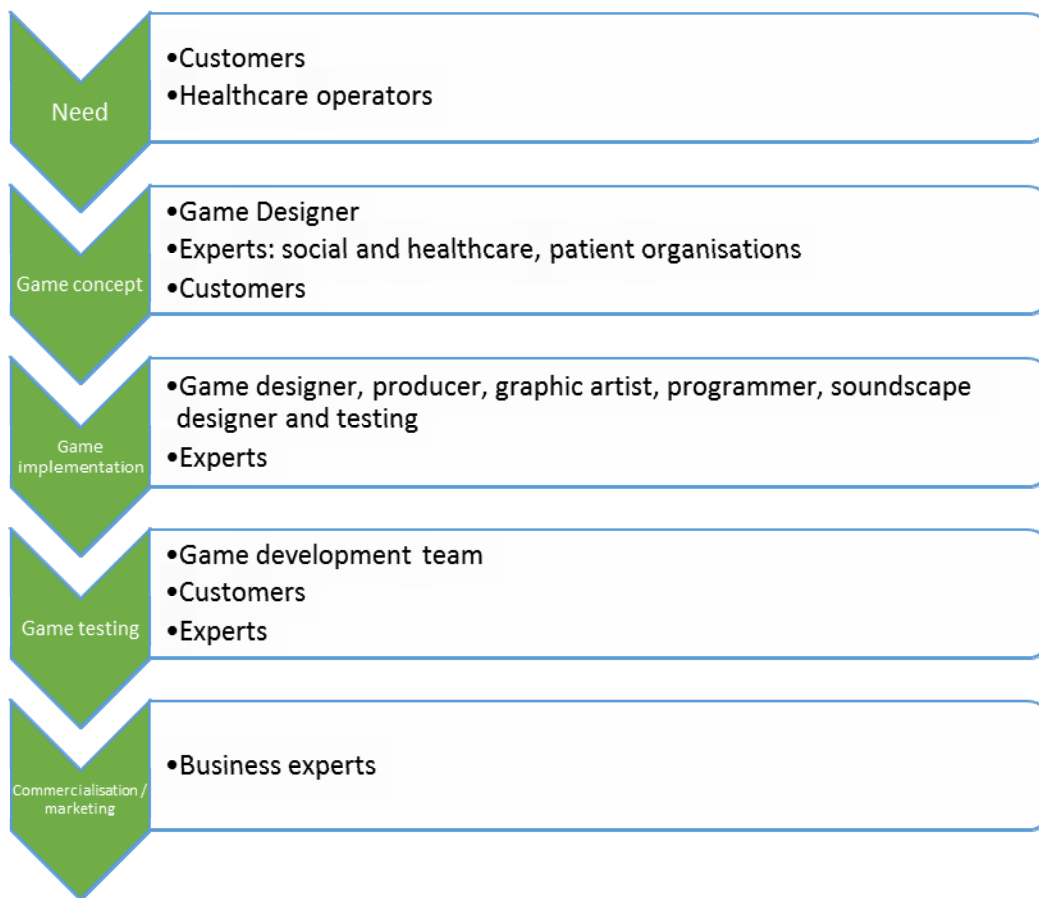 Need
•Customers
•Healthcare operators
Game concept
•Game Designer
•Experts: social and healthcare, patient organisations
•Customers
Game
implementation
•Game designer, producer, graphic artist, programmer, soundscape
designer and testing
•Experts
Game testing
•Game development team
•Customers
•Experts
Commercialisation /
marketing
•Business experts